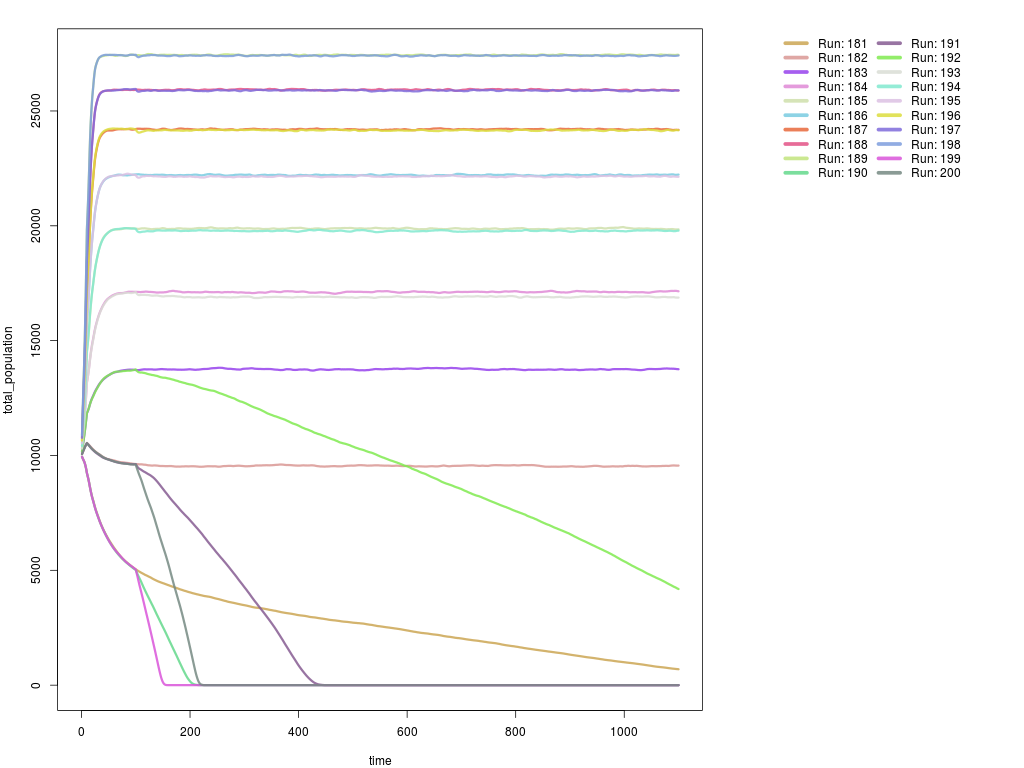 Run: 181 Run: 191
Run: 182 Run: 192
Run: 183 Run: 193
Run: 184 Run: 194
Run: 185 Run: 195
Run: 186 Run: 196
Run: 187 Run: 197
Run: 188 Run: 198
Run: 189 Run: 199
Run: 190 Run: 200
total_population
25000
20000
15000
10000
5000
0
0 200 400 600 800 1000
time